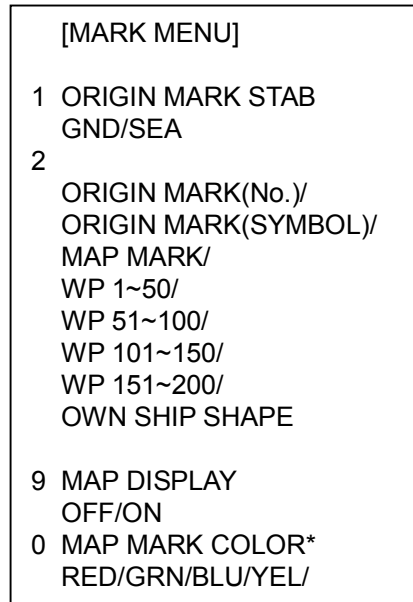 [MARK MENU]
1 ORIGIN MARK STAB
GND/SEA
2
ORIGIN MARK(No.)/
ORIGIN MARK(SYMBOL)/
MAP MARK/
WP 1~50/
WP 51~100/
WP 101~150/
WP 151~200/
OWN SHIP SHAPE
9 MAP DISPLAY
OFF/ON
0 MAP MARK COLOR*
RED/GRN/BLU/YEL/